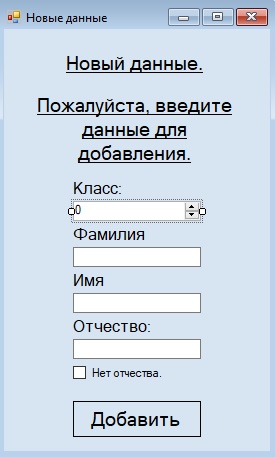 Новые данные
Новый данные.
Пожалуйста, введите
данные для
добавления.
Класс:
0
Фамилия
Имя
Отчество:
Нет отчества.
Добавить